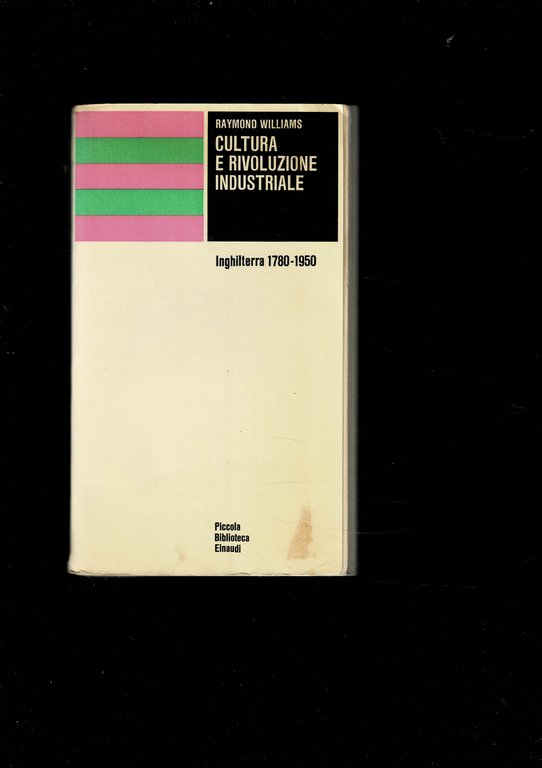 RAYMOND WILLIAMS
CULTURA
E RIVOLUZIONE
INDUSTRIALE
Inghilterra 1780-1950
Piccola
Biblioteca
Einaudi